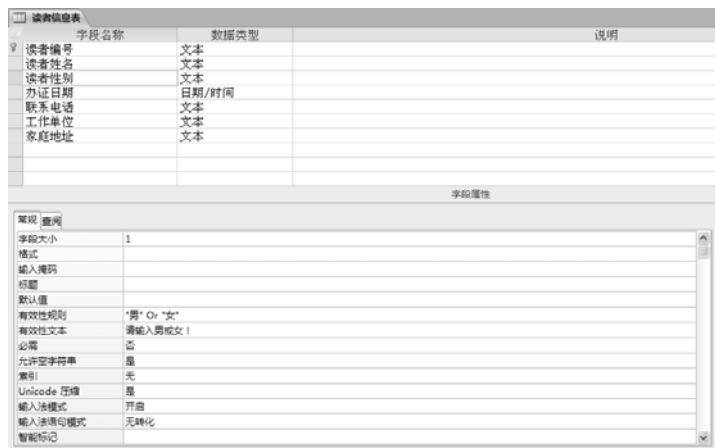 读者信息表
字段名称 数据类型 说明
读者编号 文本
读者姓名 文本
读者性别 文本
办证日期 日期/时间
联系电话 文本
工作单位 文本
家庭地址 文本
字段属性
常规 查阅
字段大小 1
格式
输入掩码
标题
默认值
有效性规则 "男" Or "女"
有效性文本 请输入男或女！
必需 否
允许空字符串 是
索引 无
Unicode 压缩 是
输入法模式 开启
输入法语句模式 无转化
智能标记